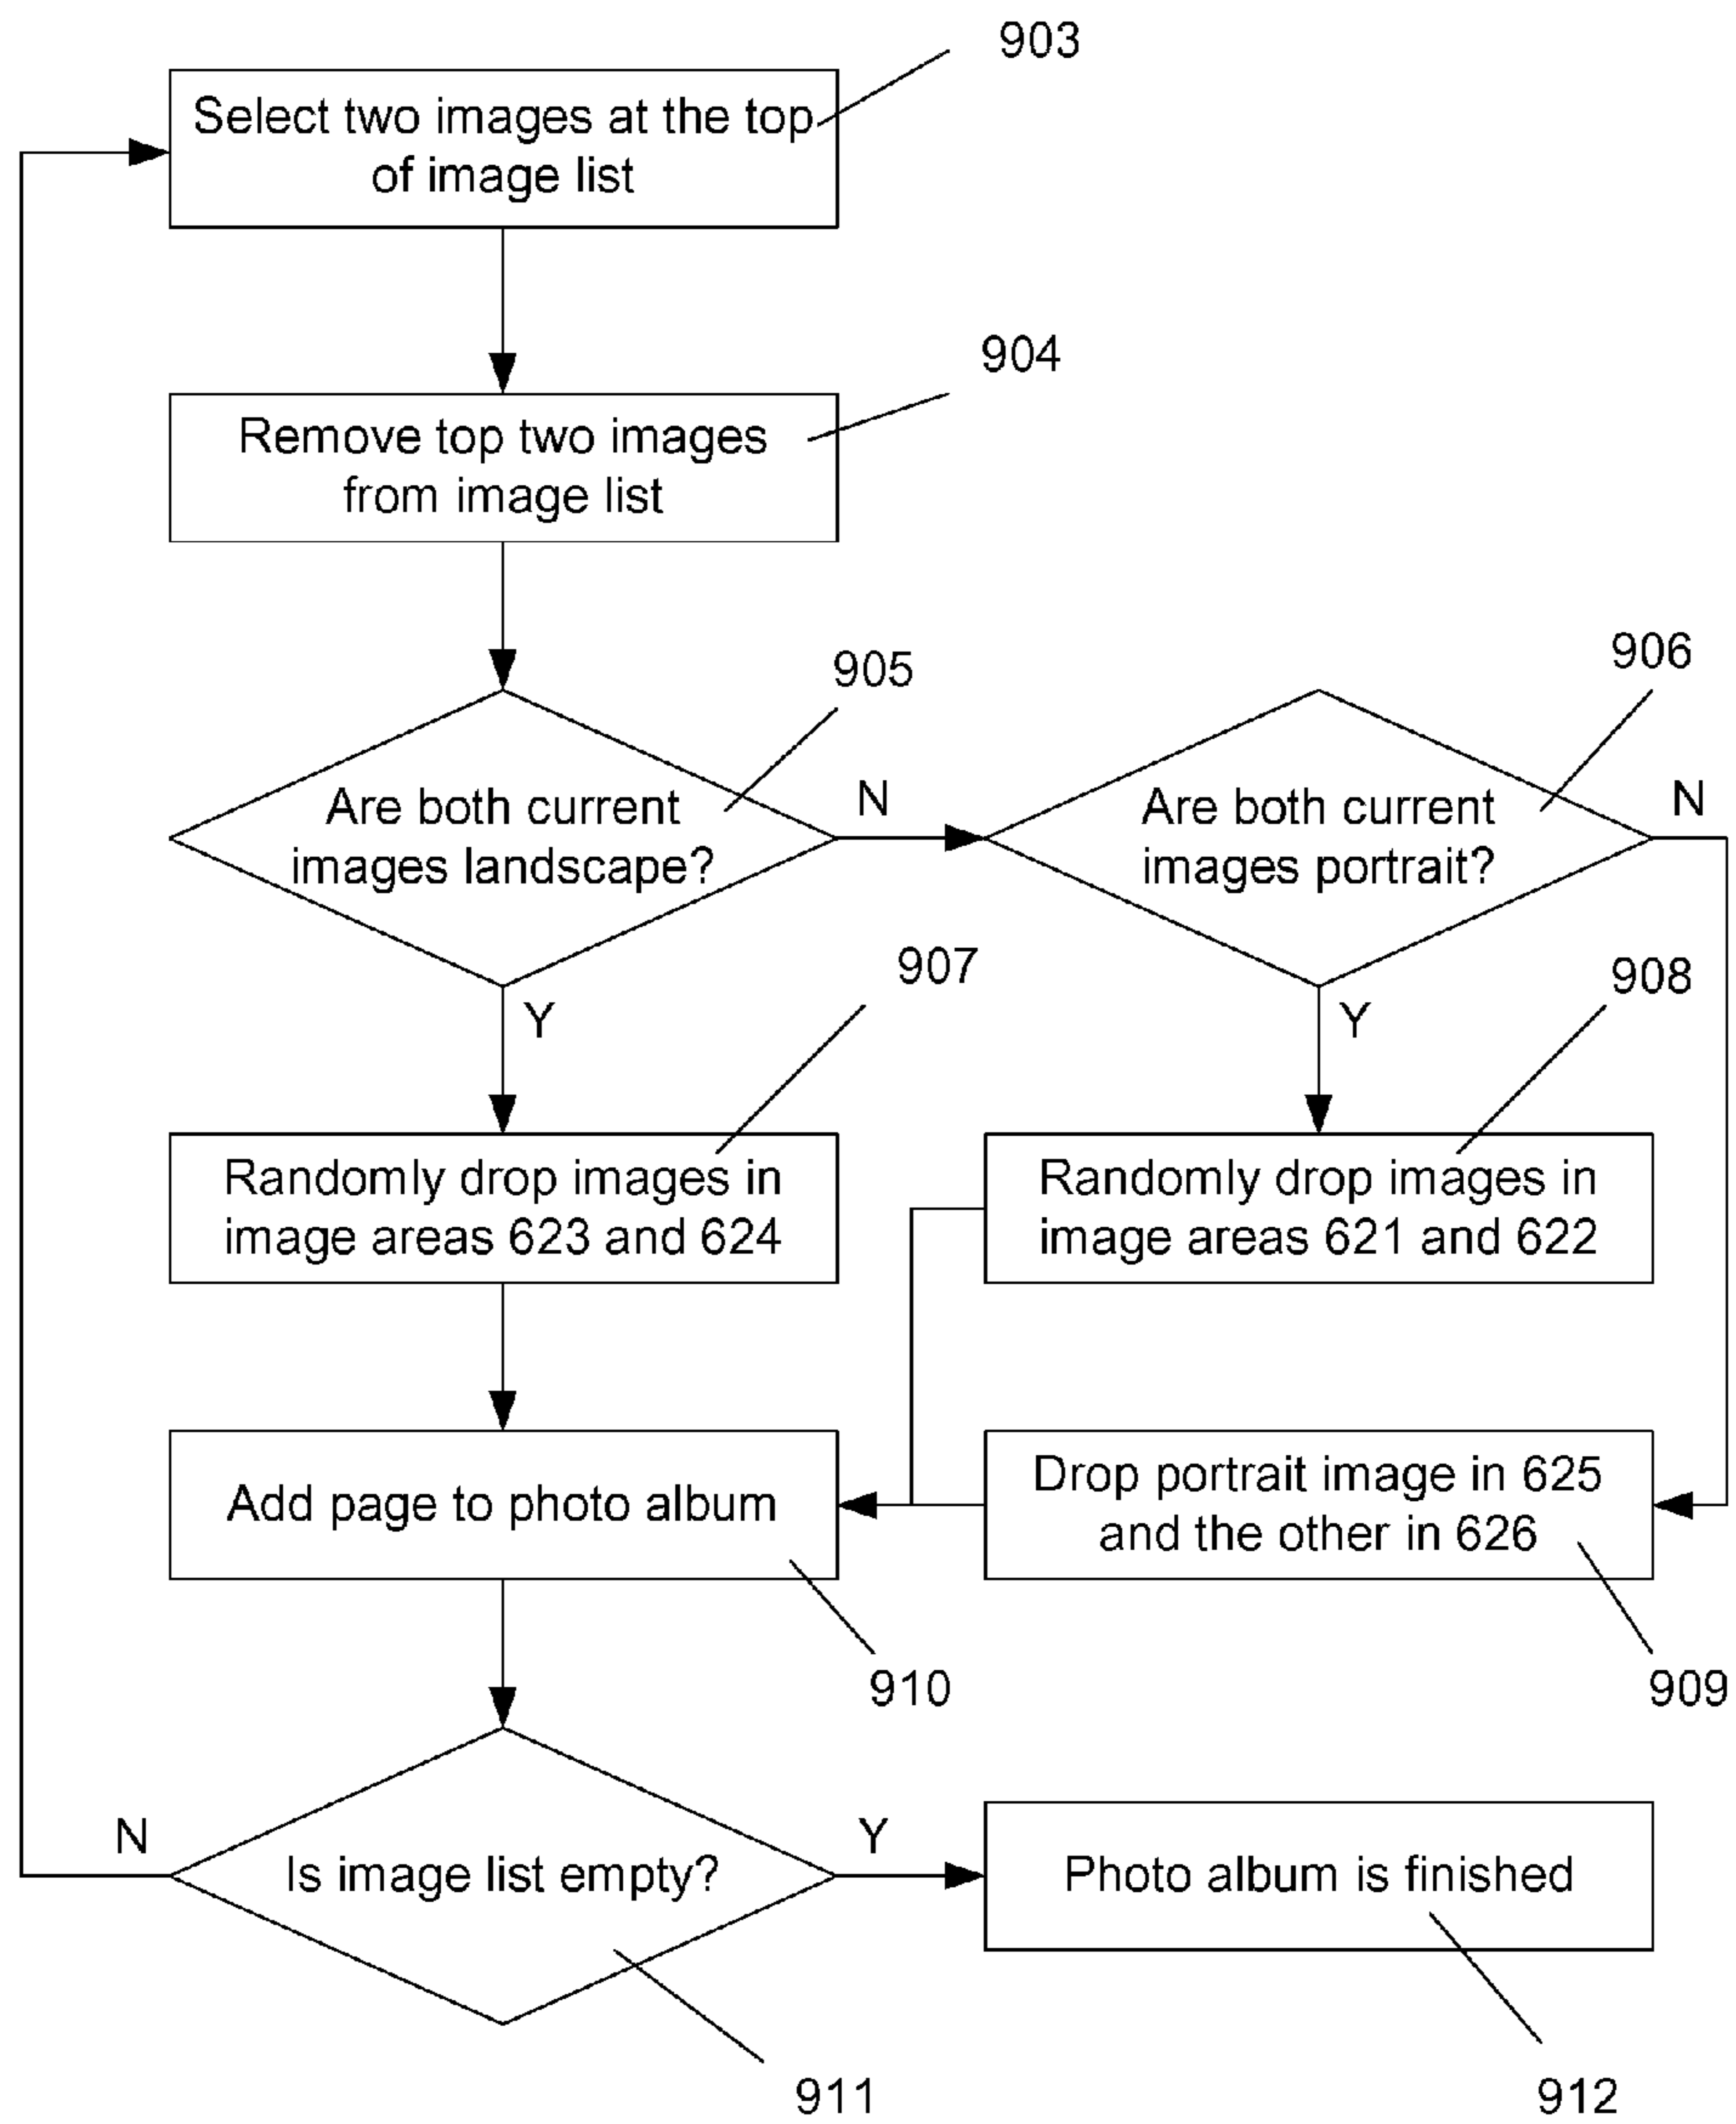 903
Select two images at the top
of image list
904
Remove top two images
from image list
905
906
Are both current
images landscape?
N
Are both current
images portrait?
N
907
908
Y
Y
Randomly drop images in
image areas 623 and 624
Randomly drop images in
image areas 621 and 622
Add page to photo album
Drop portrait image in 625
and the other in 626
910
909
N
Is image list empty?
Y
Photo album is finished
911
912